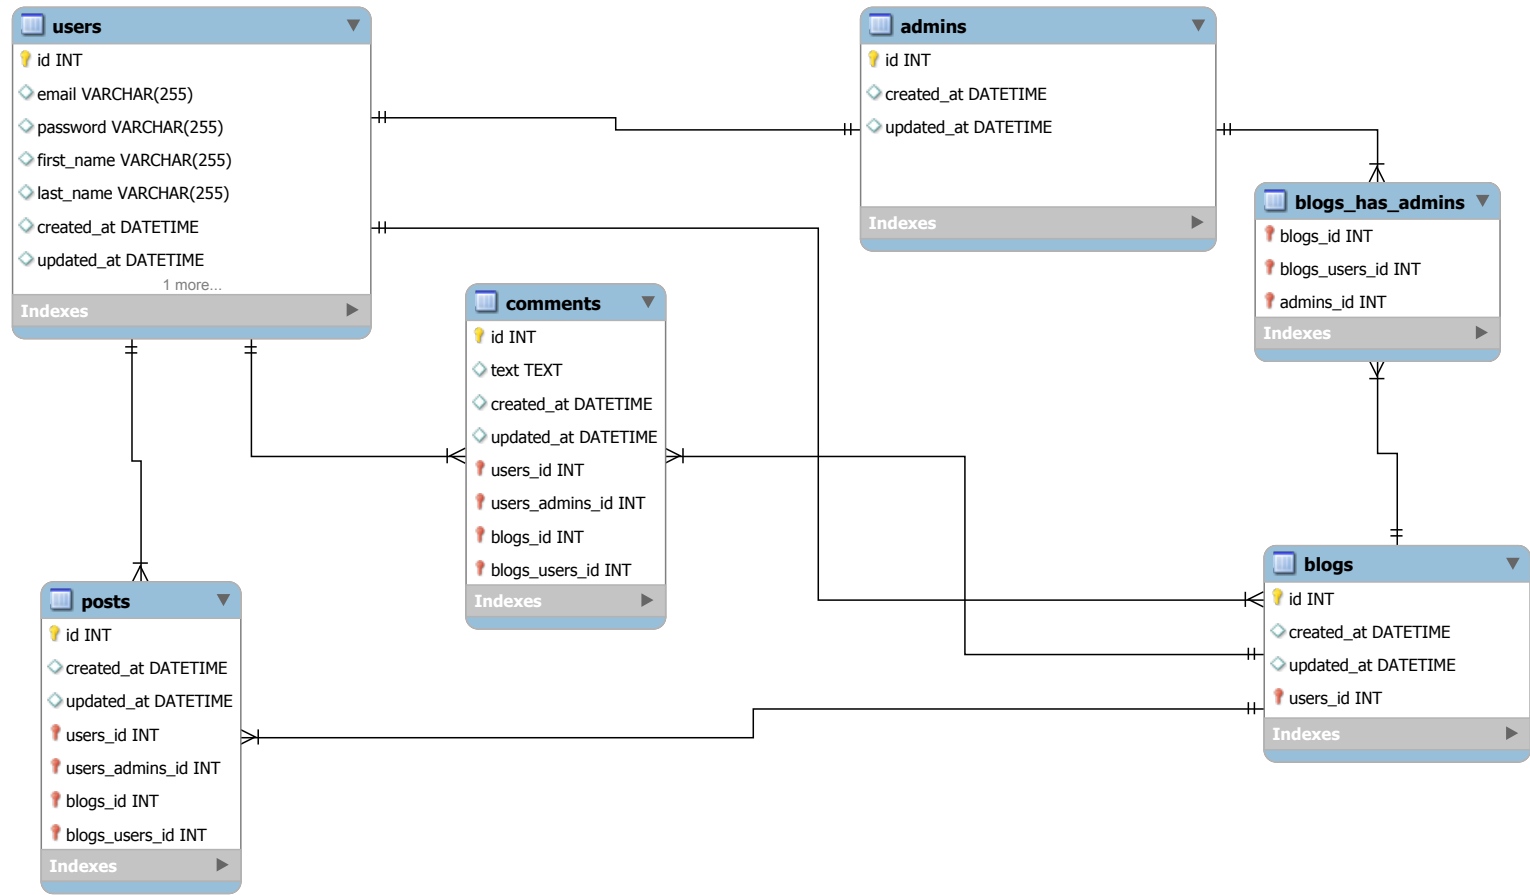 users
id INT
email VARCHAR(255)
password VARCHAR(255)
first_name VARCHAR(255)
last_name VARCHAR(255)
created_at DATETIME
updated_at DATETIME
1 more...
Indexes
admins
id INT
created_at DATETIME
updated_at DATETIME
Indexes
blogs_has_admins
blogs_id INT
blogs_users_id INT
admins_id INT
Indexes
comments
id INT
text TEXT
created_at DATETIME
updated_at DATETIME
users_id INT
users_admins_id INT
blogs_id INT
blogs_users_id INT
Indexes
posts
id INT
created_at DATETIME
updated_at DATETIME
users_id INT
users_admins_id INT
blogs_id INT
blogs_users_id INT
Indexes
blogs
id INT
created_at DATETIME
updated_at DATETIME
users_id INT
Indexes